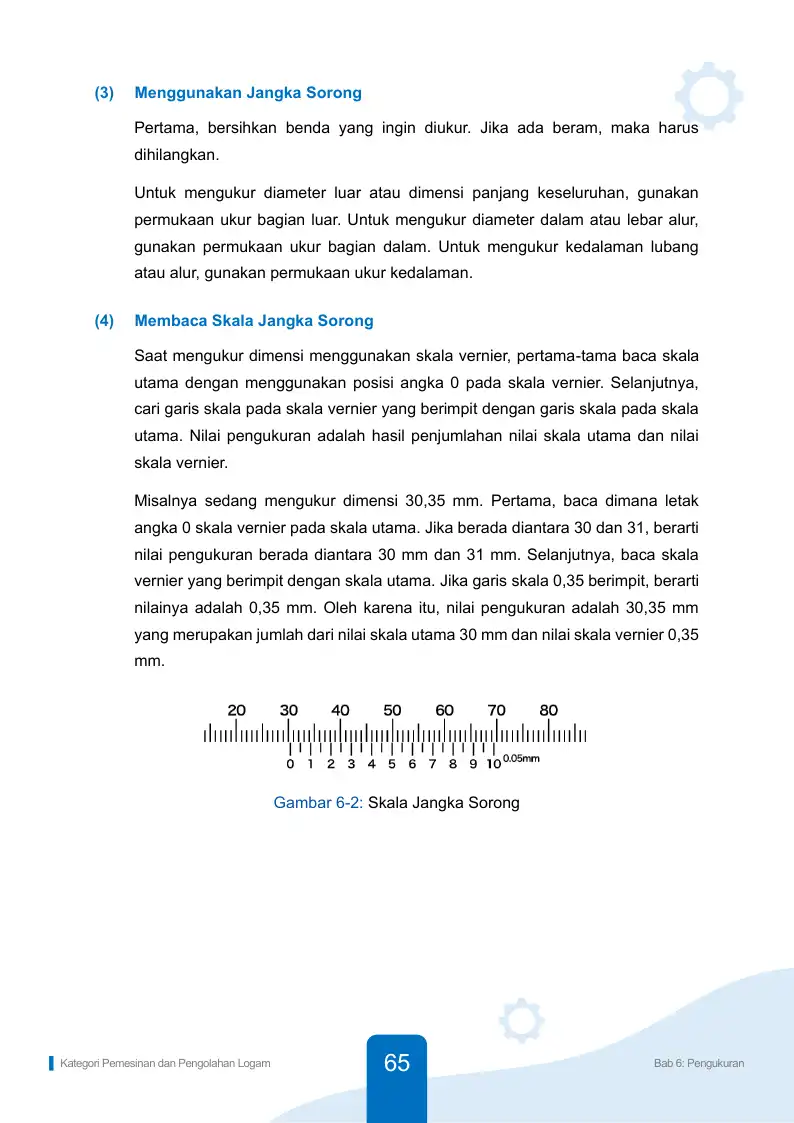 (3) Menggunakan Jangka Sorong
Pertama, bersihkan benda yang ingin diukur. Jika ada beram, maka harus
dihilangkan.
Untuk mengukur diameter luar atau dimensi panjang keseluruhan, gunakan
permukaan ukur bagian luar. Untuk mengukur diameter dalam atau lebar alur,
gunakan permukaan ukur bagian dalam. Untuk mengukur kedalaman lubang
atau alur, gunakan permukaan ukur kedalaman.
(4) Membaca Skala Jangka Sorong
Saat mengukur dimensi menggunakan skala vernier, pertama-tama baca skala
utama dengan menggunakan posisi angka 0 pada skala vernier. Selanjutnya,
cari garis skala pada skala vernier yang berimpit dengan garis skala pada skala
utama. Nilai pengukuran adalah hasil penjumlahan nilai skala utama dan nilai
skala vernier.
Misalnya sedang mengukur dimensi 30,35 mm. Pertama, baca dimana letak
angka 0 skala vernier pada skala utama. Jika berada diantara 30 dan 31, berarti
nilai pengukuran berada diantara 30 mm dan 31 mm. Selanjutnya, baca skala
vernier yang berimpit dengan skala utama. Jika garis skala 0,35 berimpit, berarti
nilainya adalah 0,35 mm. Oleh karena itu, nilai pengukuran adalah 30,35 mm
yang merupakan jumlah dari nilai skala utama 30 mm dan nilai skala vernier 0,35
mm.
20 30 40 50 60 70 80
0 1 2 3 4 5 6 7 8 9 10 0.05mm
Gambar 6-2: Skala Jangka Sorong
Kategori Pemesinan dan Pengolahan Logam 65 Bab 6: Pengukuran